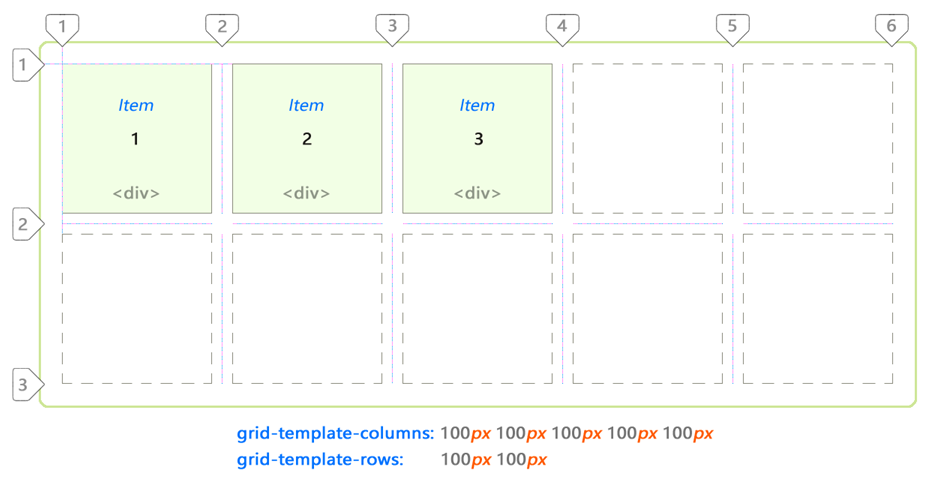 1 2 3 4 5 6
1
Item Item Item
1 2 3
<div> <div> <div>
2
3
grid-template-columns: 100px 100px 100px 100px 100px
grid-template-rows: 100px 100px